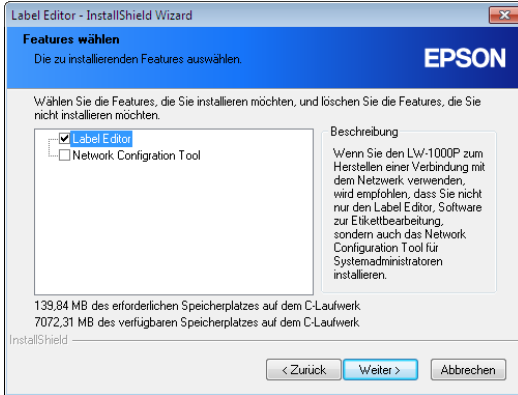 Label Editor - InstallShield Wizard
Features wählen
Die zu installierenden Features auswählen.
EPSON
Wählen Sie die Features, die Sie installieren möchten, und löschen Sie die Features, die Sie
nicht installieren möchten.
Label Editor
Network Configration Tool
Beschreibung
Wenn Sie den LW-1000P zum
Herstellen einer Verbindung mit
dem Netzwerk verwenden,
wird empfohlen, dass Sie nicht
nur den Label Editor, Software
zur Etikettbearbeitung,
sondern auch das Network
Configuration Tool für
Systemadministratoren
installieren.
139,84 MB des erforderlichen Speicherplatzes auf dem C-Laufwerk
7072,31 MB des verfügbaren Speicherplatzes auf dem C-Laufwerk
InstallShield
< Zurück
Weiter >
Abbrechen